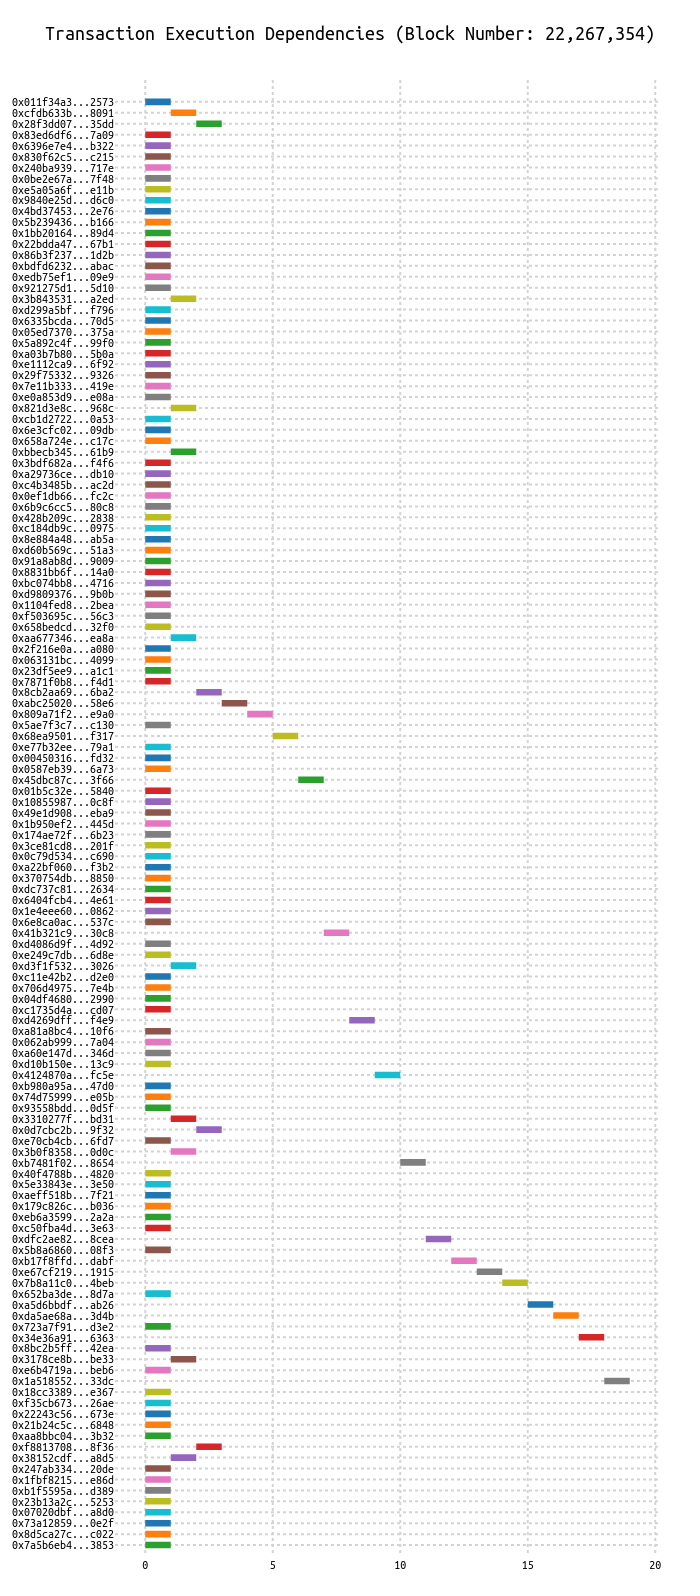 Transaction Execution Dependencies (Block Number: 22,267,354)
0x011f34a3...2573
0xcfdb633b...8091
0x28f3dd07...35dd
0x83ed6df6...7a09
0x6396e7e4...b322
0x830f62c5...c215
0x240ba939...717e
0x0be2e67a...7f48
0xe5a05a6f...e11b
0x9840e25d...d6c0
0x4bd37453...2e76
0x5b239436...b166
0x1bb20164...89d4
0x22bdda47...67b1
0x86b3f237...1d2b
0xbdfd6232...abac
0xedb75ef1...09e9
0x921275d1...5d10
0x3b843531...a2ed
0xd299a5bf...f796
0x6335bcda...70d5
0x05ed7370...375a
0x5a892c4f...99f0
0xa03b7b80...5b0a
0xe1112ca9...6f92
0x29f75332...9326
0x7e11b333...419e
0xe0a853d9...e08a
0x821d3e8c...968c
0xcb1d2722...0a53
0x6e3cfc02...09db
0x658a724e...c17c
0xbbecb345...61b9
0x3bdf682a...f4f6
0xa29736ce...db10
0xc4b3485b...ac2d
0x0ef1db66...fc2c
0x6b9c6cc5...80c8
0x428b209c...2838
0xc184db9c...0975
0x8e884a48...ab5a
0xd60b569c...51a3
0x91a8ab8d...9009
0x8831bb6f...14a0
0xbc074bb8...4716
0xd9809376...9b0b
0x1104fed8...2bea
0xf503695c...56c3
0x658bedcd...32f0
0xaa677346...ea8a
0x2f216e0a...a080
0x063131bc...4099
0x23df5ee9...a1c1
0x7871f0b8...f4d1
0x8cb2aa69...6ba2
0xabc25020...58e6
0x809a71f2...e9a0
0x5ae7f3c7...c130
0x68ea9501...f317
0xe77b32ee...79a1
0x00450316...fd32
0x0587eb39...6a73
0x45dbc87c...3f66
0x01b5c32e...5840
0x10855987...0c8f
0x49e1d908...eba9
0x1b950ef2...445d
0x174ae72f...6b23
0x3ce81cd8...201f
0x0c79d534...c690
0xa22bf060...f3b2
0x370754db...8850
0xdc737c81...2634
0x6404fcb4...4e61
0x1e4eee60...0862
0x6e8ca0ac...537c
0x41b321c9...30c8
0xd4086d9f...4d92
0xe249c7db...6d8e
0xd3f1f532...3026
0xc11e42b2...d2e0
0x706d4975...7e4b
0x04df4680...2990
0xc1735d4a...cd07
0xd4269dff...f4e9
0xa81a8bc4...10f6
0x062ab999...7a04
0xa60e147d...346d
0xd10b150e...13c9
0x4124870a...fc5e
0xb980a95a...47d0
0x74d75999...e05b
0x93558bdd...0d5f
0x3310277f...bd31
0x0d7cbc2b...9f32
0xe70cb4cb...6fd7
0x3b0f8358...0d0c
0xb7481f02...8654
0x40f4788b...4820
0x5e33843e...3e50
0xaeff518b...7f21
0x179c826c...b036
0xeb6a3599...2a2a
0xc50fba4d...3e63
0xdfc2ae82...8cea
0x5b8a6860...08f3
0xb17f8ffd...dabf
0xe67cf219...1915
0x7b8a11c0...4beb
0x652ba3de...8d7a
0xa5d6bbdf...ab26
0xda5ae68a...3d4b
0x723a7f91...d3e2
0x34e36a91...6363
0x8bc2b5ff...42ea
0x3178ce8b...be33
0xe6b4719a...beb6
0x1a518552...33dc
0x18cc3389...e367
0xf35cb673...26ae
0x22243c56...673e
0x21b24c5c...6848
0xaa8bbc04...3b32
0xf8813708...8f36
0x38152cdf...a8d5
0x247ab334...20de
0x1fbf8215...e86d
0xb1f5595a...d389
0x23b13a2c...5253
0x07020dbf...a8d0
0x73a12859...0e2f
0x8d5ca27c...c022
0x7a5b6eb4...3853
0 5 10 15 20